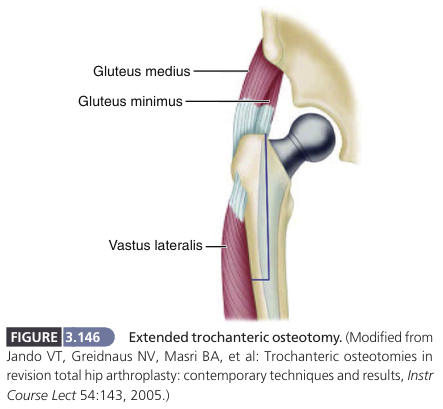 Gluteus medius
Gluteus minimus
Vastus lateralis
FIGURE 3.146 Extended trochanteric osteotomy. (Modified from
Jando VT, Greidnaus NV, Masri BA, et al: Trochanteric osteotomies in
revision total hip arthroplasty: contemporary techniques and results, Instr
Course Lect 54:143, 2005.)